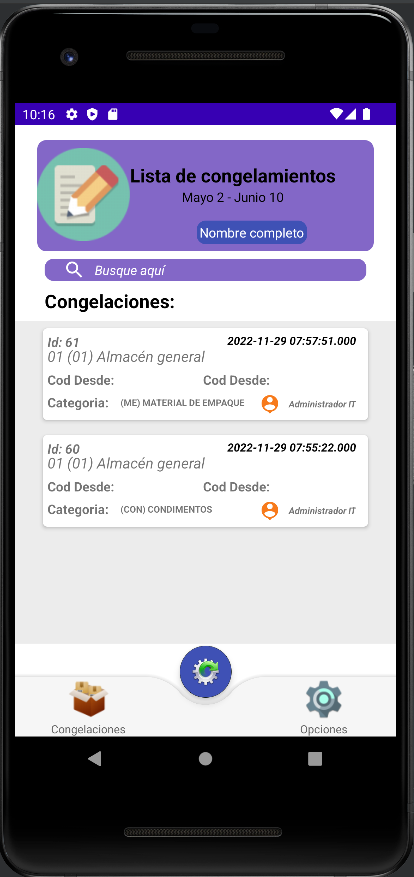 10:16
Lista de congelamientos
Mayo 2 - Junio 10
Nombre completo
Busque aquí
Congelaciones:
Id: 61 2022-11-29 07:57:51.000
01 (01) Almacén general
Cod Desde: Cod Desde:
Categoria: (ME) MATERIAL DE EMPAQUE Administrador IT
Id: 60 2022-11-29 07:55:22.000
01 (01) Almacén general
Cod Desde: Cod Desde:
Categoria: (CON) CONDIMENTOS Administrador IT
Congelaciones Opciones